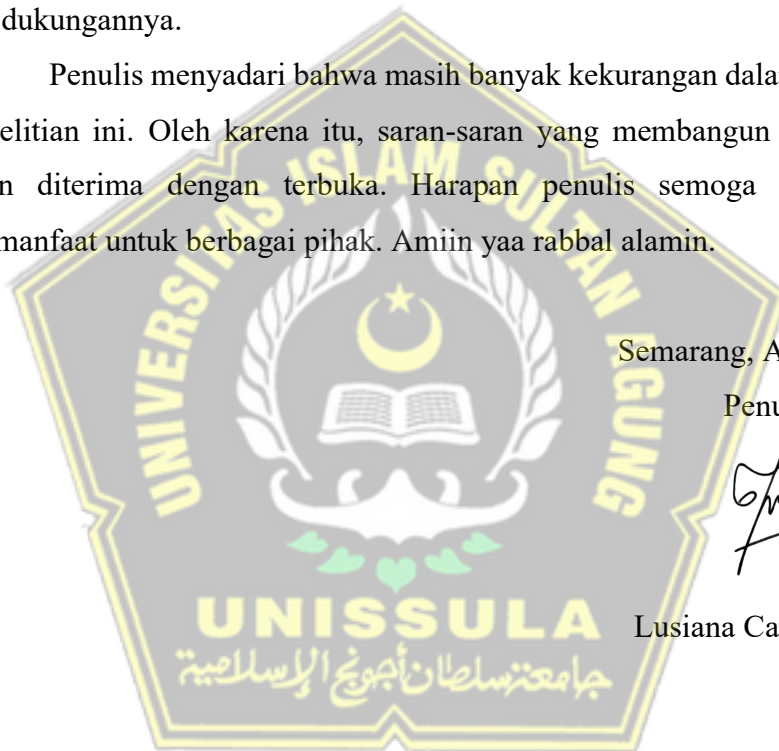 dukungannya.
Penulis menyadari bahwa masih banyak kekurangan dala
elitian ini. Oleh karena itu, saran-saran yang membangun
n diterima dengan terbuka. Harapan penulis semoga
manfaat untuk berbagai pihak. Amiin yaa rabbal alamin.
UNIVERSITAS ISLAM SULTAN AGUNG
Semarang, A
Penu
Lusiana Ca
UNISSULA
جامعة سلطان أجونج الإسلامية